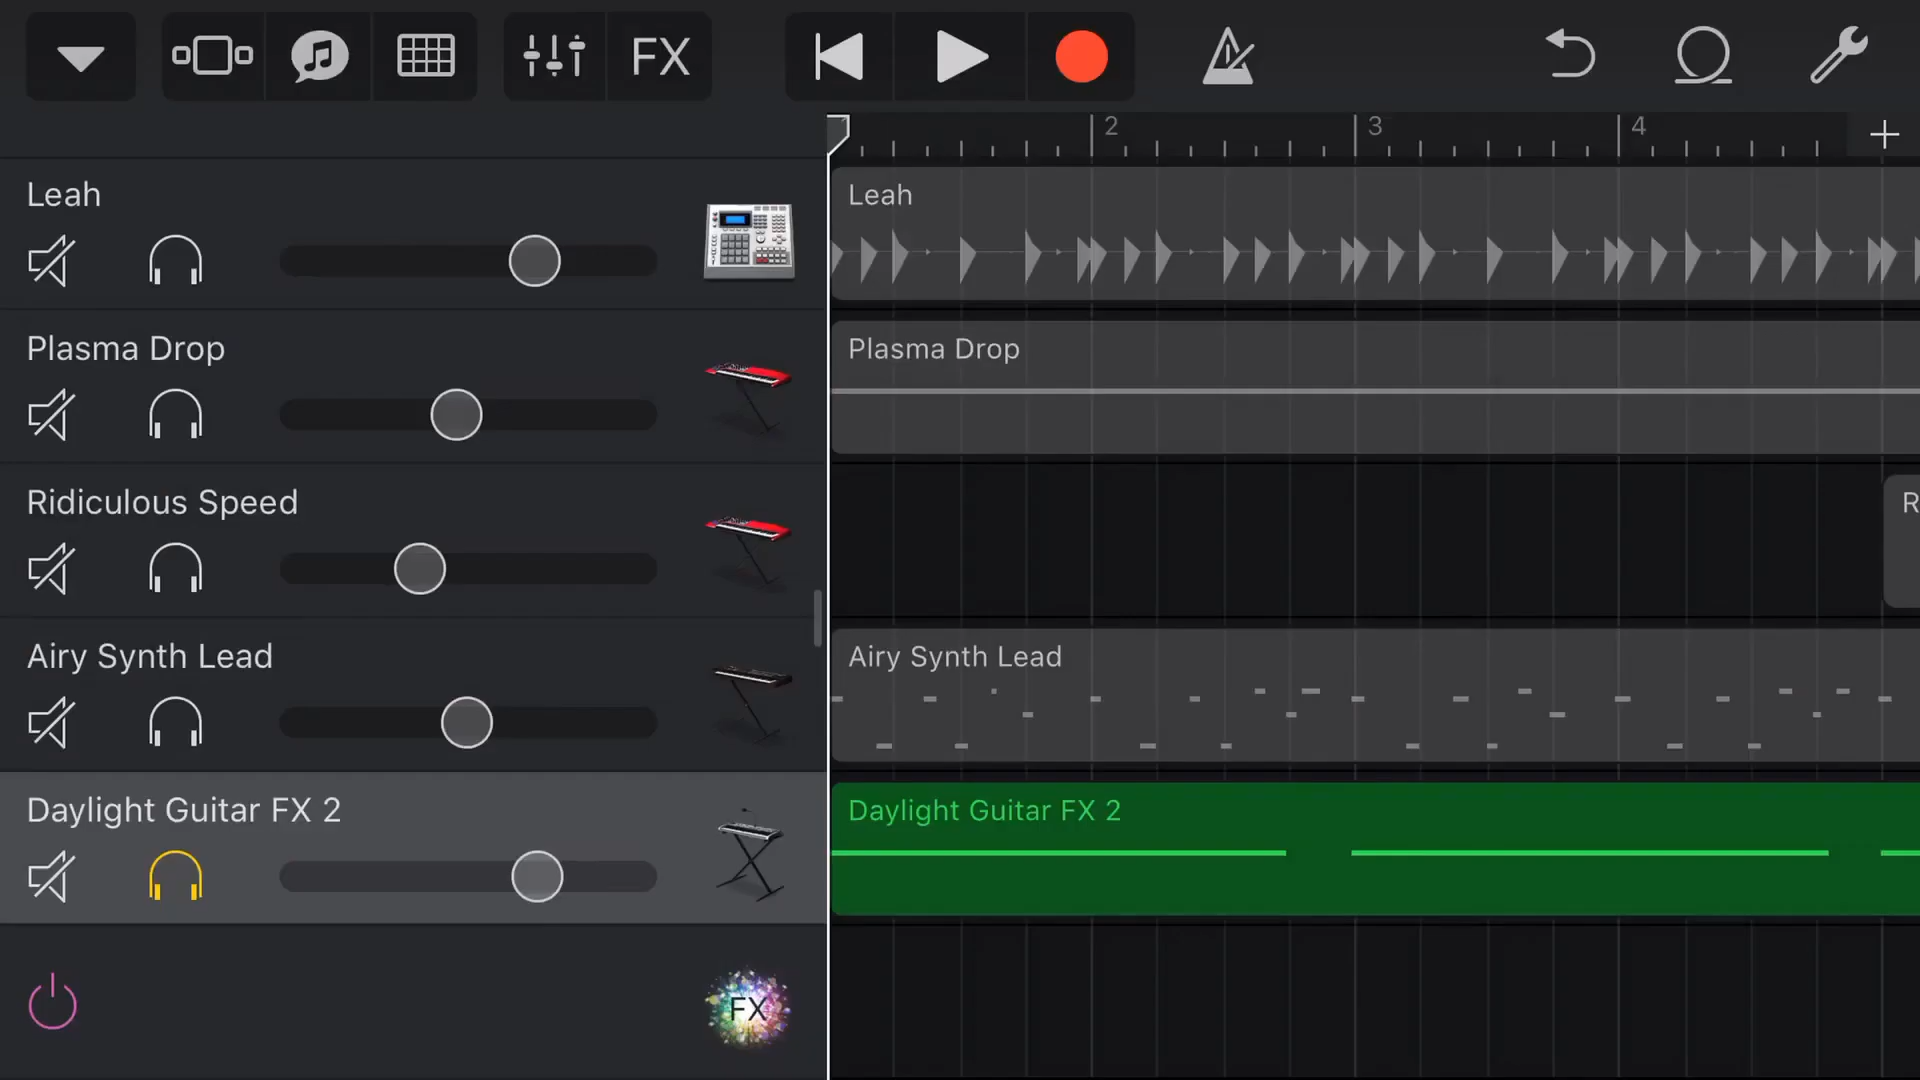 FX
2
3
4
Leah
Leah
Plasma Drop
Plasma Drop
Ridiculous Speed
R
Airy Synth Lead
Airy Synth Lead
Daylight Guitar FX 2
Daylight Guitar FX 2
FX